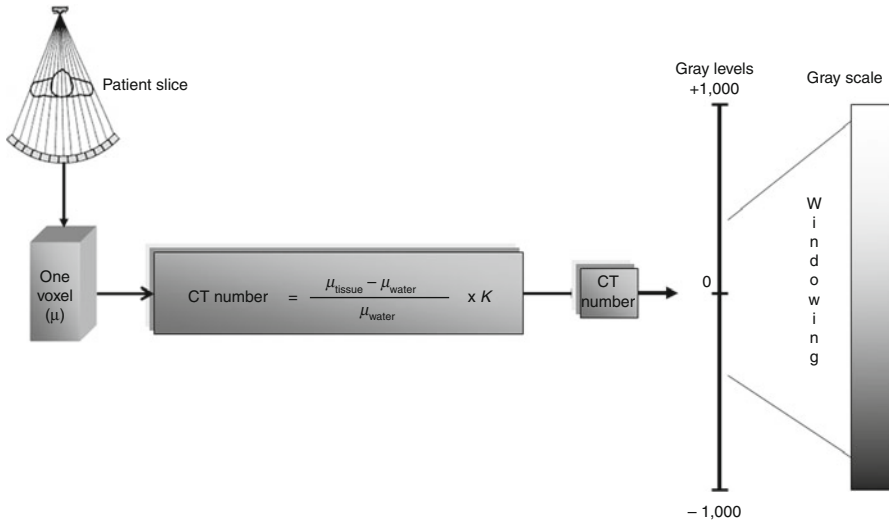 Patient slice
Gray levels
+1,000
Gray scale
One
voxel
(μ)
CT number = (μtissue – μwater) / μwater x K
CT
number
0
Windowing
– 1,000